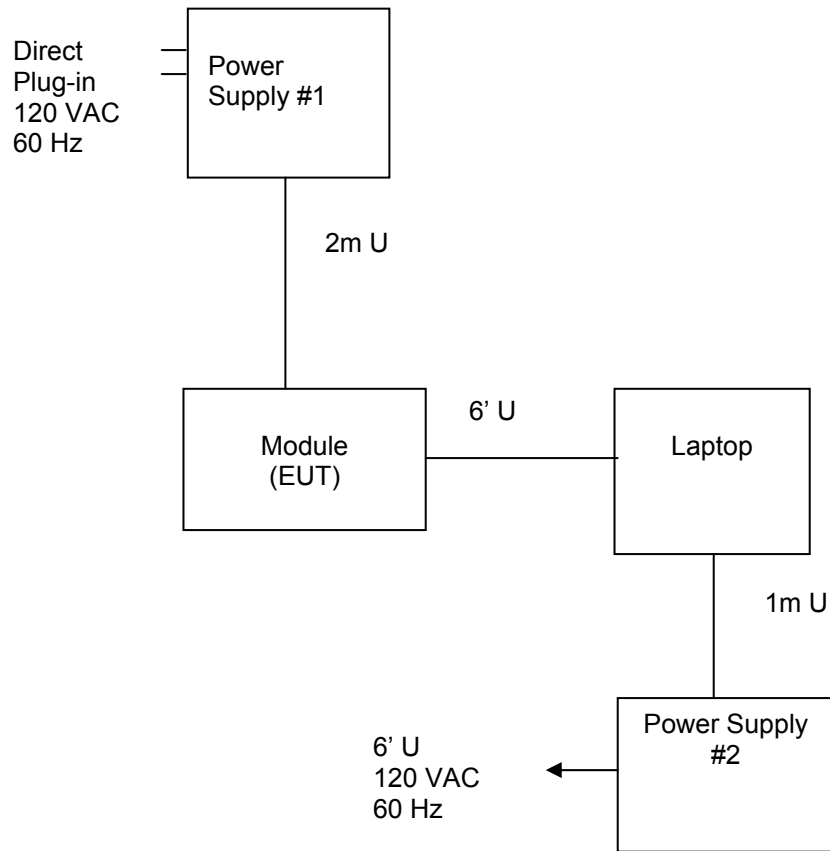 Direct
Plug-in
120 VAC
60 Hz
Power
Supply #1
2m U
Module
(EUT)
6’ U
Laptop
1m U
Power Supply
#2
6’ U
120 VAC
60 Hz